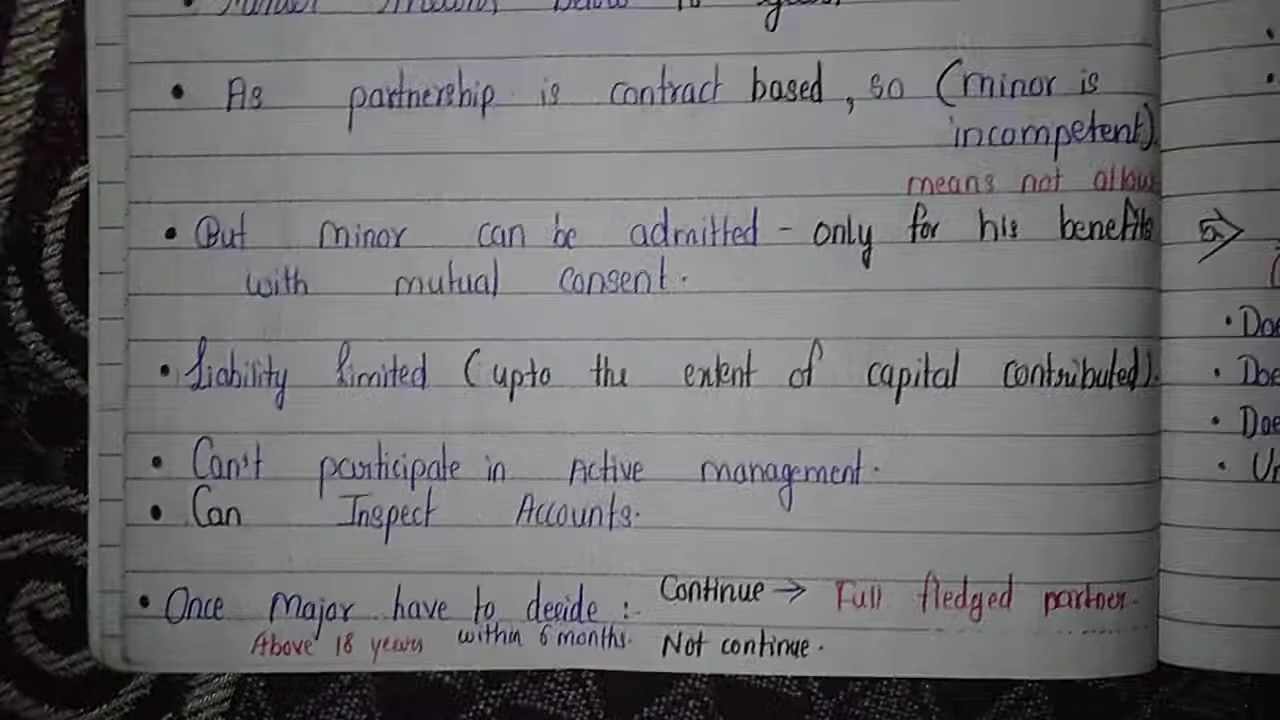 • As partnership is contract based, so (minor is
incompetent).
means not allow
• But minor can be admitted - only for his benefits
with mutual consent.
• Liability limited (upto the extent of capital contributed).
• Can't participate in Active management.
• Can Inspect Accounts.
• Once Major have to decide :- Continue → Full fledged partner.
Above 18 years within 6 months. Not continue.